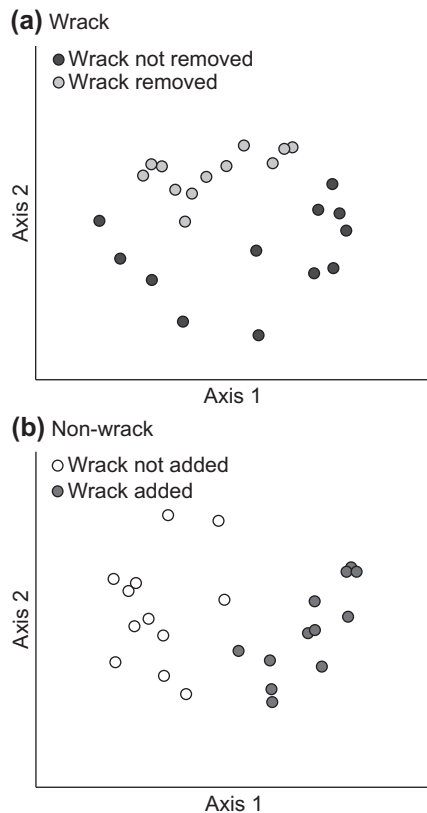 (a) Wrack
Wrack not removed
Wrack removed
Axis 2
Axis 1
(b) Non-wrack
Wrack not added
Wrack added
Axis 2
Axis 1